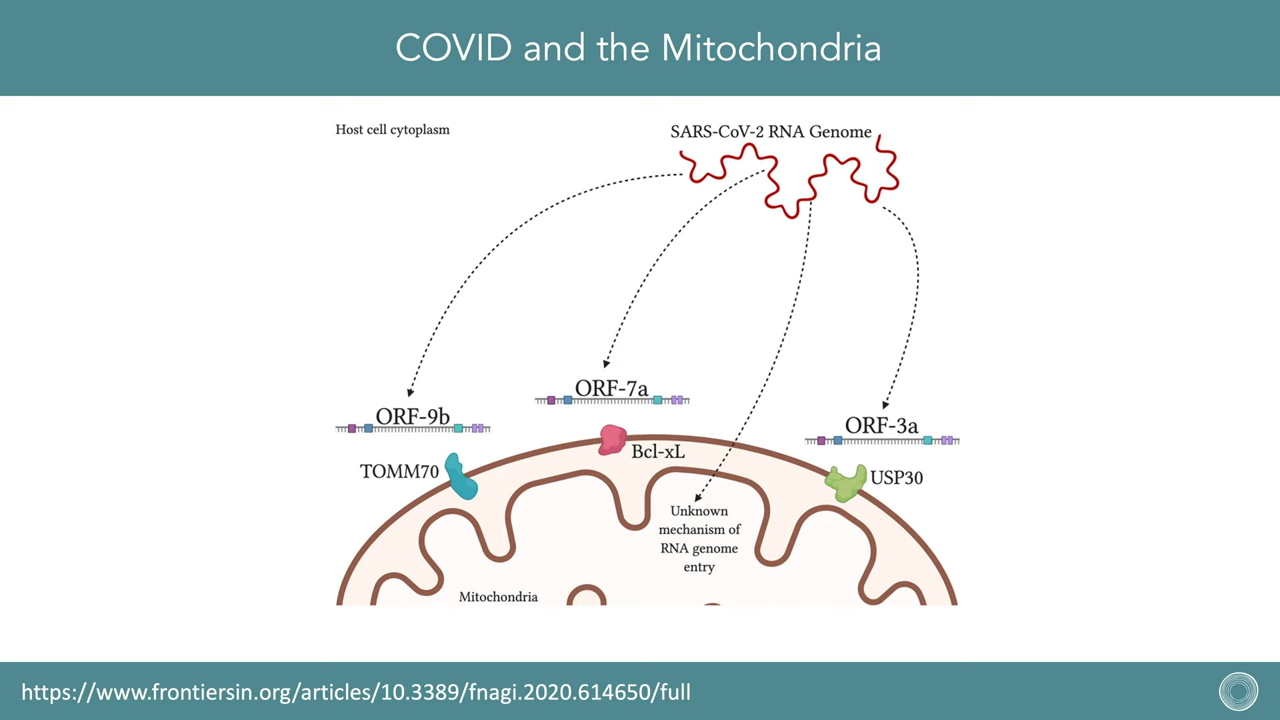 COVID and the Mitochondria
Host cell cytoplasm
SARS-CoV-2 RNA Genome
ORF-9b
ORF-7a
ORF-3a
TOMM70
Bcl-xL
USP30
Unknown
mechanism of
RNA genome
entry
Mitochondria
https://www.frontiersin.org/articles/10.3389/fnagi.2020.614650/full